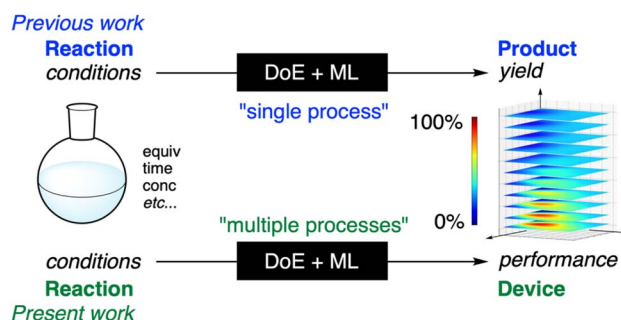 Previous work
Reaction
conditions
DoE + ML
Product
yield
"single process"
equiv
time
conc
etc...
100%
0%
"multiple processes"
conditions
DoE + ML
performance
Reaction
Device
Present work